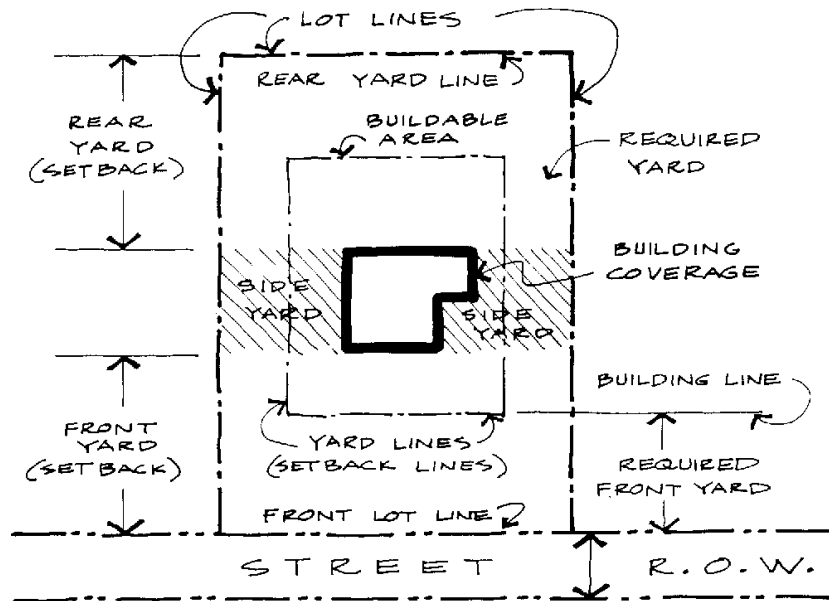 LOT LINES
REAR YARD LINE
BUILDABLE
AREA
REAR
YARD
(SETBACK)
REQUIRED
YARD
BUILDING
COVERAGE
SIDE
YARD
SIDE
YARD
BUILDING LINE
FRONT
YARD
(SETBACK)
YARD LINES
(SETBACK LINES)
REQUIRED
FRONT YARD
FRONT LOT LINE
STREET R.O.W.